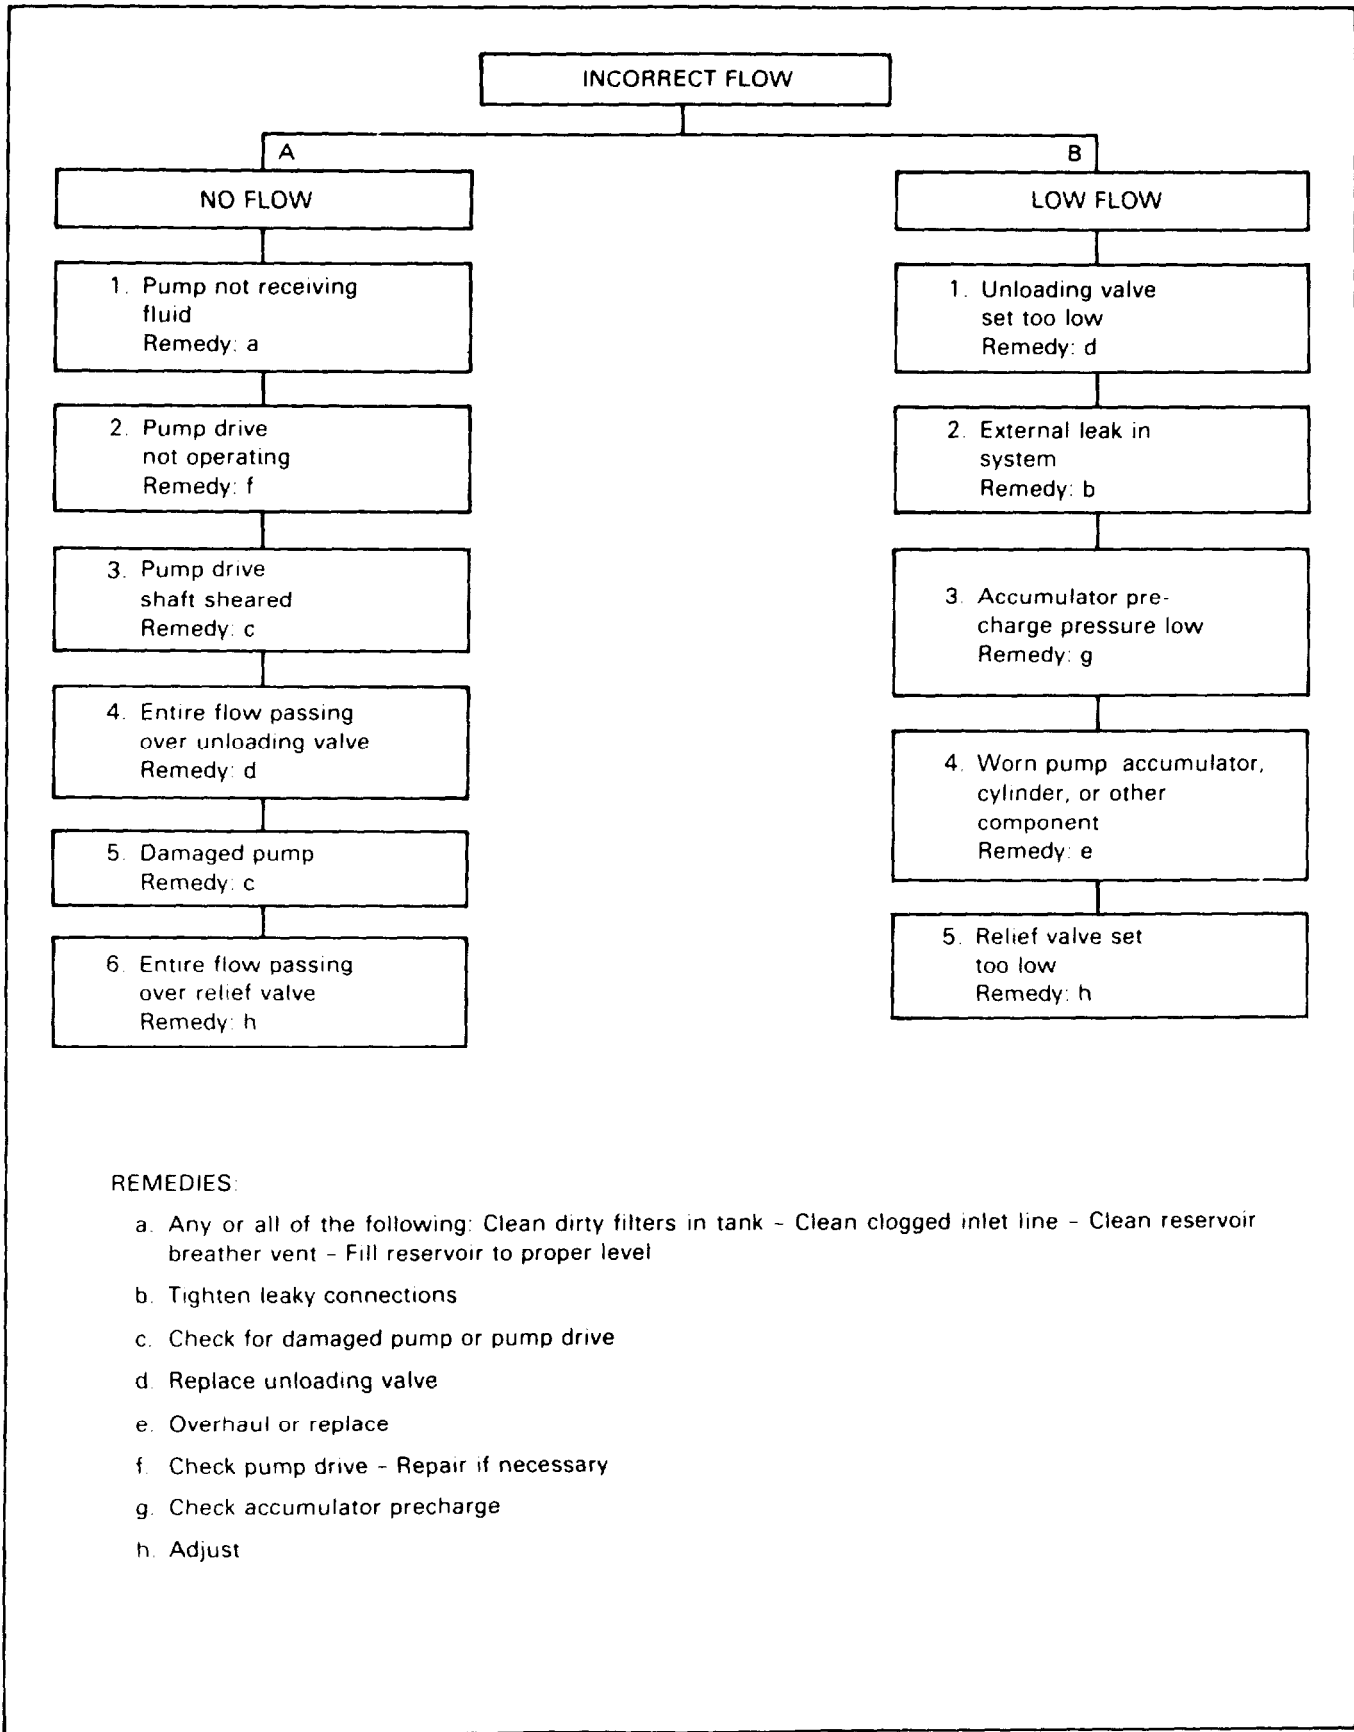 INCORRECT FLOW
A
NO FLOW
1. Pump not receiving
fluid
Remedy: a
2. Pump drive
not operating
Remedy: f
3. Pump drive
shaft sheared
Remedy: c
4. Entire flow passing
over unloading valve
Remedy: d
5. Damaged pump
Remedy: c
6. Entire flow passing
over relief valve
Remedy: h
B
LOW FLOW
1. Unloading valve
set too low
Remedy: d
2. External leak in
system
Remedy: b
3. Accumulator pre-
charge pressure low
Remedy: g
4. Worn pump accumulator,
cylinder, or other
component
Remedy: e
5. Relief valve set
too low
Remedy: h
REMEDIES:
a. Any or all of the following: Clean dirty filters in tank – Clean clogged inlet line – Clean reservoir
breather vent – Fill reservoir to proper level
b. Tighten leaky connections
c. Check for damaged pump or pump drive
d. Replace unloading valve
e. Overhaul or replace
f. Check pump drive – Repair if necessary
g. Check accumulator precharge
h. Adjust